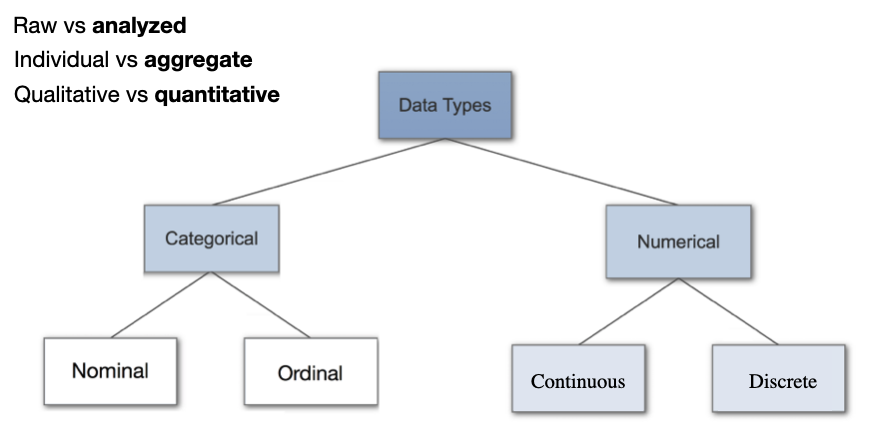 Raw vs analyzed
Individual vs aggregate
Qualitative vs quantitative
Data Types
Categorical
Numerical
Nominal
Ordinal
Continuous
Discrete